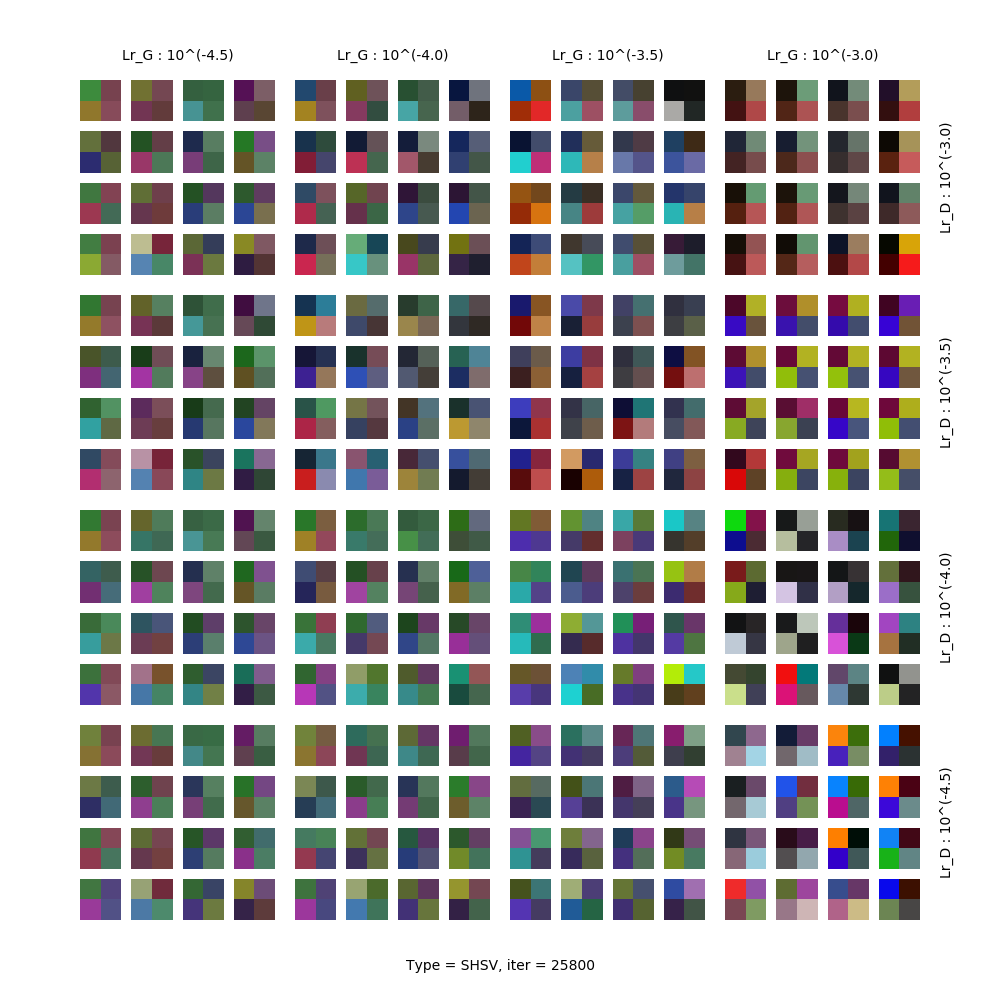 Lr_G : 10^(-4.5)
Lr_G : 10^(-4.0)
Lr_G : 10^(-3.5)
Lr_G : 10^(-3.0)
Lr_D : 10^(-3.0)
Lr_D : 10^(-3.5)
Lr_D : 10^(-4.0)
Lr_D : 10^(-4.5)
Type = SHSV, iter = 25800